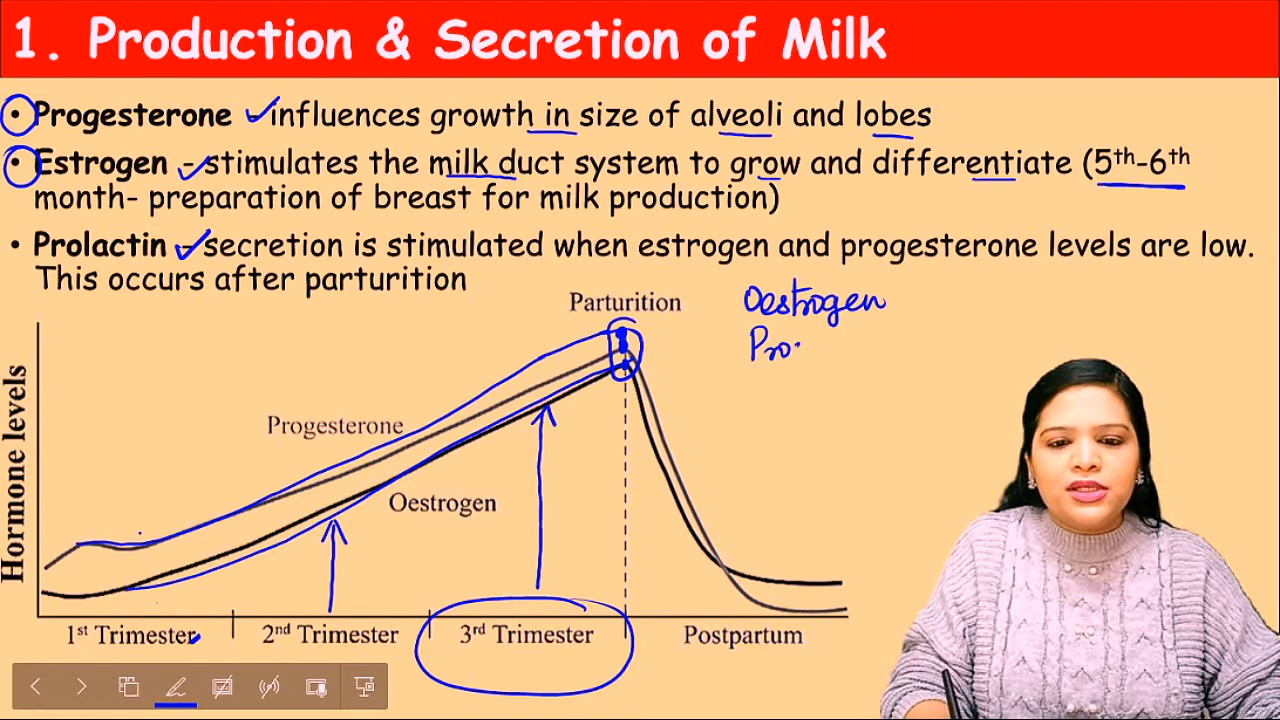 1. Production & Secretion of Milk
• Progesterone - influences growth in size of alveoli and lobes
• Estrogen - stimulates the milk duct system to grow and differentiate (5th-6th
month- preparation of breast for milk production)
• Prolactin - secretion is stimulated when estrogen and progesterone levels are low.
This occurs after parturition
Parturition
Oestrogen
Pro.
Hormone levels
Progesterone
Oestrogen
1st Trimester
2nd Trimester
3rd Trimester
Postpartum